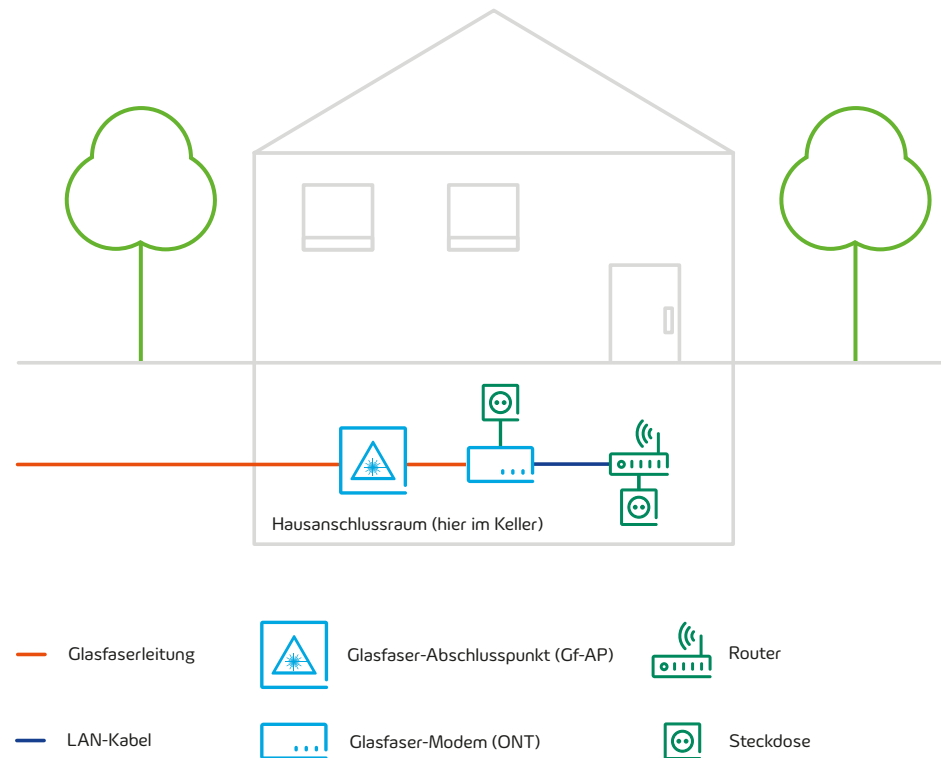 Hausanschlussraum (hier im Keller)
Glasfaserleitung
Glasfaser-Abschlusspunkt (Gf-AP)
Router
LAN-Kabel
Glasfaser-Modem (ONT)
Steckdose